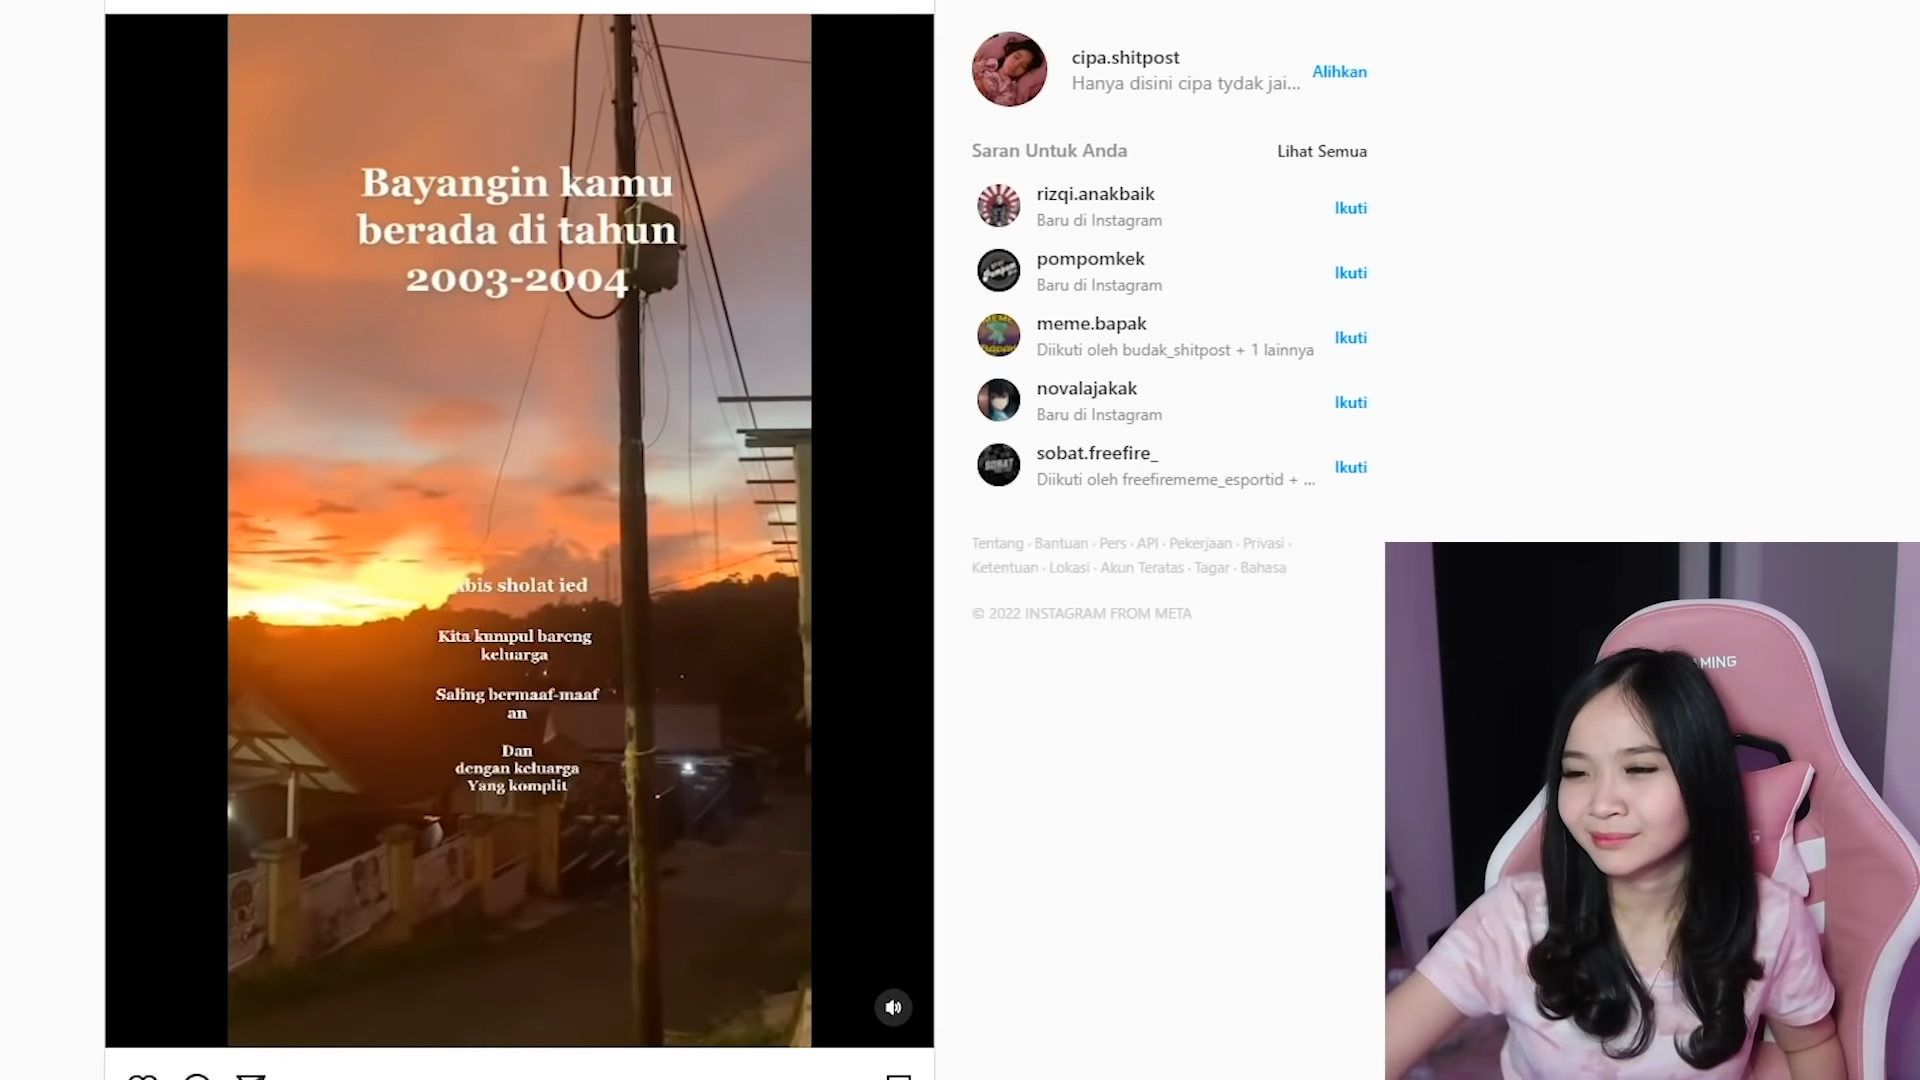 Bayangin kamu
berada di tahun
2003-2004
Abis sholat ied
Kita kumpul bareng
keluarga
Saling bermaaf-maaf
an
Dan
dengan keluarga
Yang komplit
cipa.shitpost
Hanya disini cipa tydak jai...
Alihkan
Saran Untuk Anda
Lihat Semua
rizqi.anakbaik
Baru di Instagram
Ikuti
pompomkek
Baru di Instagram
Ikuti
meme.bapak
Diikuti oleh budak_shitpost + 1 lainnya
Ikuti
novalajakak
Baru di Instagram
Ikuti
sobat.freefire_
Diikuti oleh freefirememe_esportid + ...
Ikuti
Tentang · Bantuan · Pers · API · Pekerjaan · Privasi ·
Ketentuan · Lokasi · Akun Teratas · Tagar · Bahasa
© 2022 INSTAGRAM FROM META
AMING